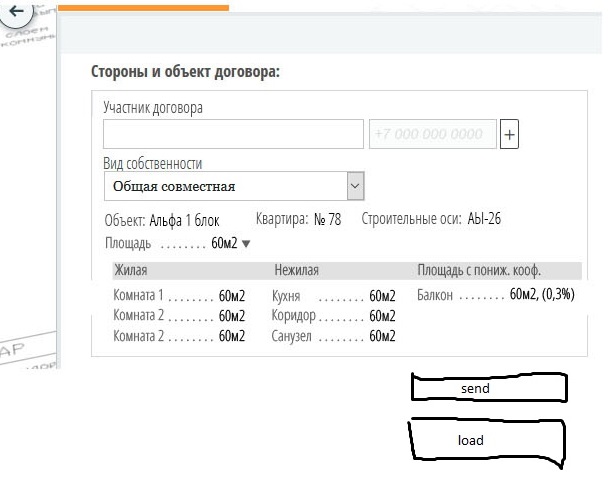 слоем
Стороны и объект договора:
Участник договора
+7 000 000 0000 +
Вид собственности
Общая совместная
Объект: Альфа 1 блок Квартира: № 78 Строительные оси: АЫ-26
Площадь ........ 60м2
Жилая Нежилая Площадь с пониж. кооф.
Комната 1 ....... 60м2 Кухня ........ 60м2 Балкон ........ 60м2, (0,3%)
Комната 2 ....... 60м2 Коридор ........ 60м2
Комната 2 ....... 60м2 Санузел ........ 60м2
АР
send
load